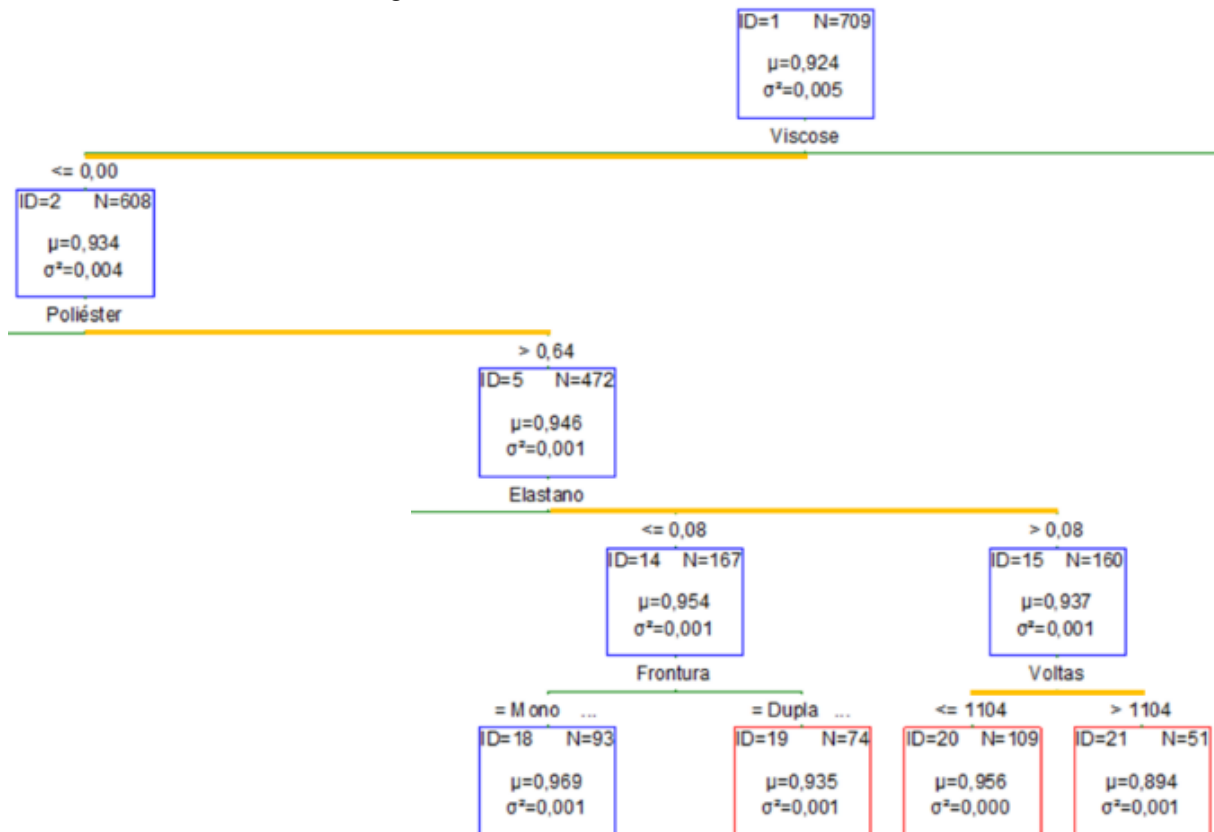 ID=1 N=709
μ=0,924
σ²=0,005
Viscose
<= 0,00
ID=2 N=608
μ=0,934
σ²=0,004
Poliéster
> 0,64
ID=5 N=472
μ=0,946
σ²=0,001
Elastano
<= 0,08 > 0,08
ID=14 N=167 ID=15 N=160
μ=0,954 μ=0,937
σ²=0,001 σ²=0,001
Frontura Voltas
= Mono ... = Dupla ... <= 1104 > 1104
ID=18 N=93 ID=19 N=74 ID=20 N=109 ID=21 N=51
μ=0,969 μ=0,935 μ=0,956 μ=0,894
σ²=0,001 σ²=0,001 σ²=0,000 σ²=0,001